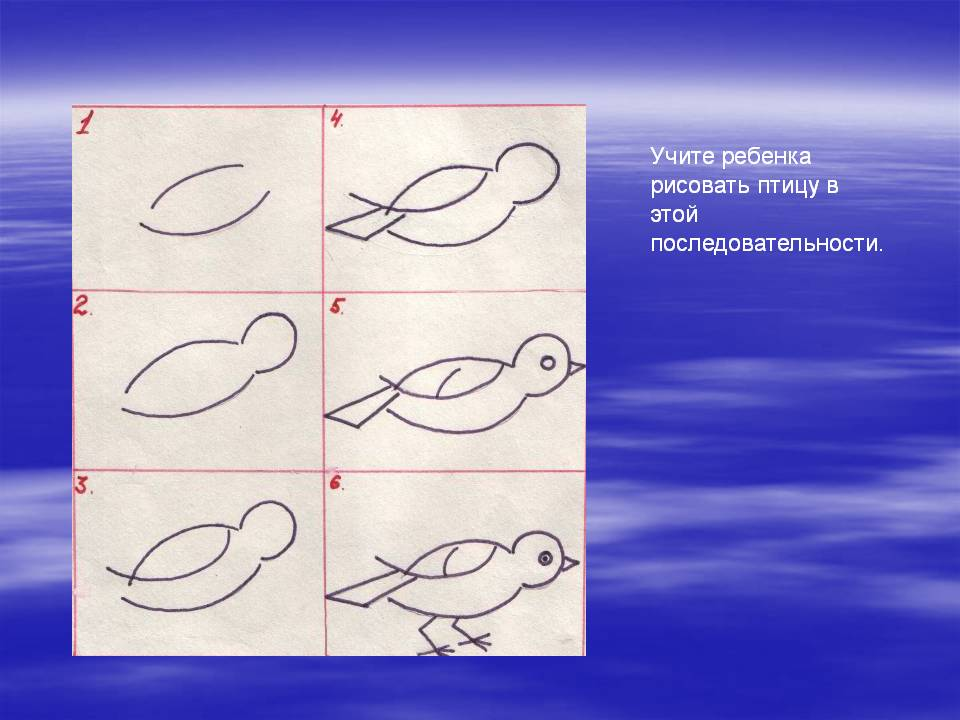 1
2.
3.
4.
5.
6.
Учите ребенка
рисовать птицу в
этой
последовательности.